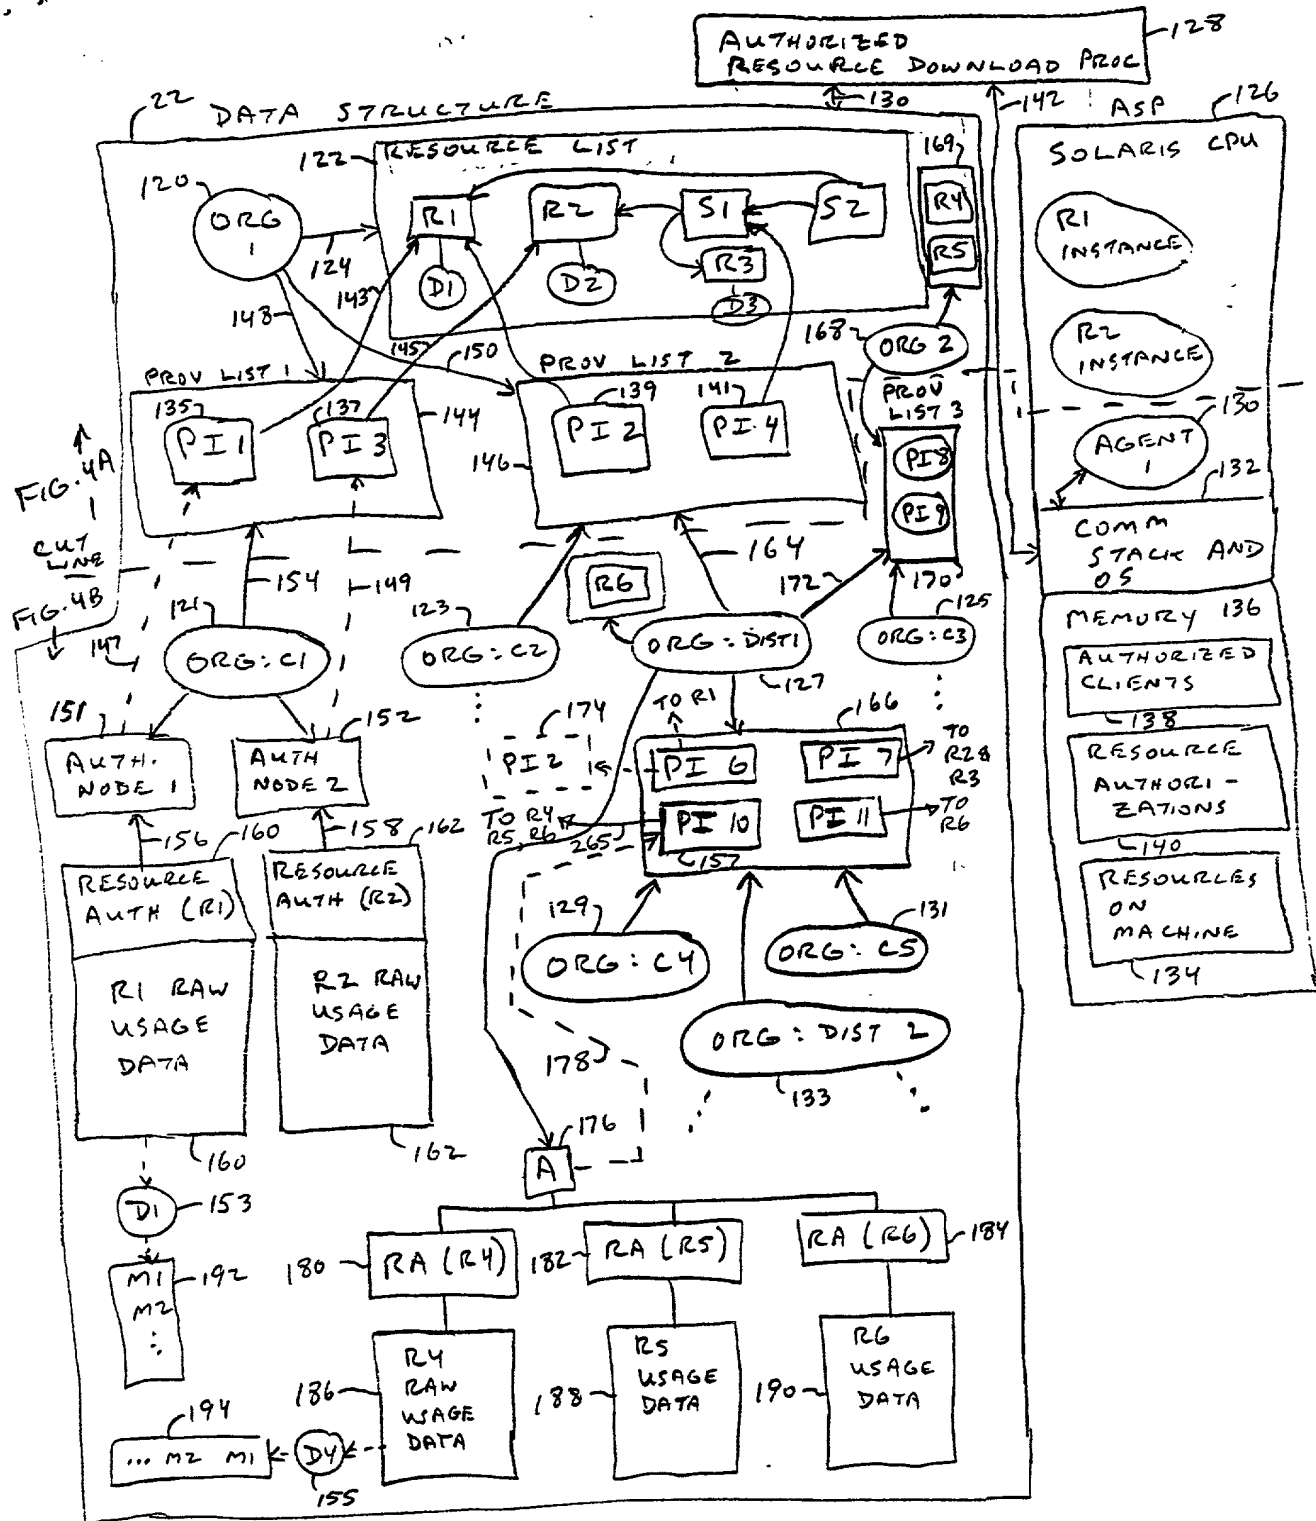 AUTHORIZED
RESOURCE DOWNLOAD PROC
128
22
DATA STRUCTURE
130
142
ASP
126
122
RESOURCE LIST
169
SOLARIS CPU
120
ORG
1
124
R1
R2
S1
S2
R4
R5
R3
D1
D2
D3
R1
INSTANCE
148
143
145
150
168
ORG 2
R2
INSTANCE
PROV LIST 1
PROV LIST 2
PROV
LIST 3
135
137
144
139
141
130
PI 1
PI 3
PI 2
PI 4
146
PI 8
PI 9
AGENT
1
132
FIG. 4A
CUT
LINE
FIG. 4B
COMM
STACK AND
OS
154
149
164
172
170
R6
147
121
123
125
ORG: C1
ORG: C2
ORG: DIST1
ORG: C3
127
MEMORY 136
AUTHORIZED
CLIENTS
138
151
152
174
TO R1
166
AUTH.
NODE 1
AUTH
NODE 2
PI 2
PI 6
PI 7
TO
R2 &
R3
RESOURCE
AUTHORI-
ZATIONS
140
156
160
158
162
TO R4
R5, R6
265
PI 10
PI 11
TO
R6
157
RESOURCE
AUTH (R1)
RESOURCE
AUTH (R2)
RESOURCES
ON
MACHINE
134
129
131
ORG: C4
ORG: C5
R1 RAW
USAGE
DATA
R2 RAW
USAGE
DATA
ORG: DIST 2
178
133
160
162
176
A
D1
153
M1
M2
192
180
RA (R4)
182
RA (R5)
RA (R6)
184
186
R4
RAW
USAGE
DATA
188
R5
USAGE
DATA
190
R6
USAGE
DATA
194
... M2 M1
D4
155